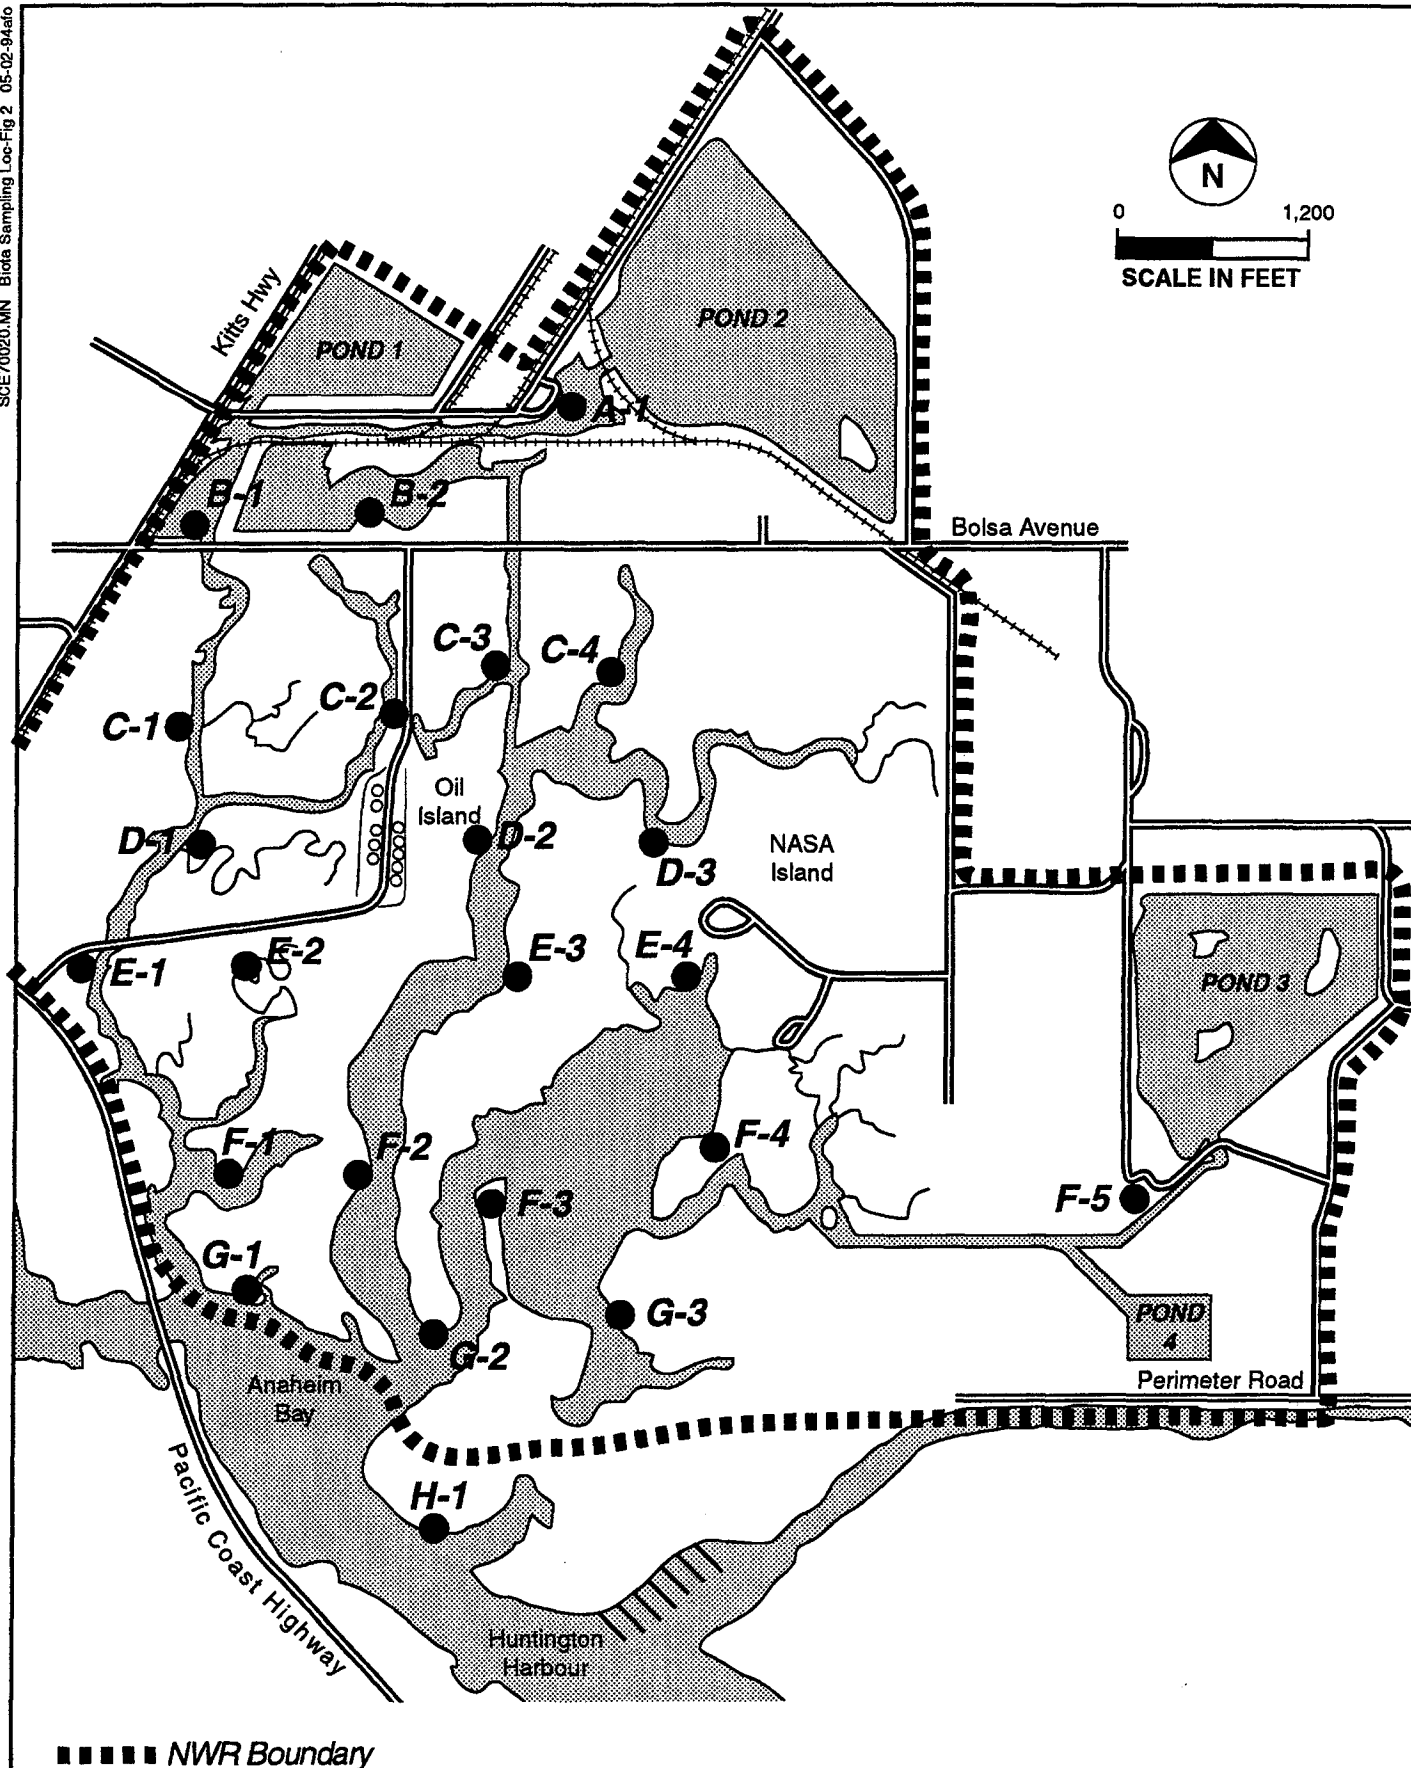 SCE70020.MN Biota Sampling Loc-Fig 2 05-02-94afo
N
0 1,200
SCALE IN FEET
Kitts Hwy
POND 1
POND 2
A-1
B-1
B-2
Bolsa Avenue
C-3
C-4
C-2
C-1
Oil
Island
D-1
D-2
D-3
NASA
Island
E-1
E-2
E-3
E-4
POND 3
F-1
F-2
F-3
F-4
F-5
G-1
G-2
G-3
POND
4
Perimeter Road
Anaheim
Bay
H-1
Pacific Coast Highway
Huntington
Harbour
NWR Boundary